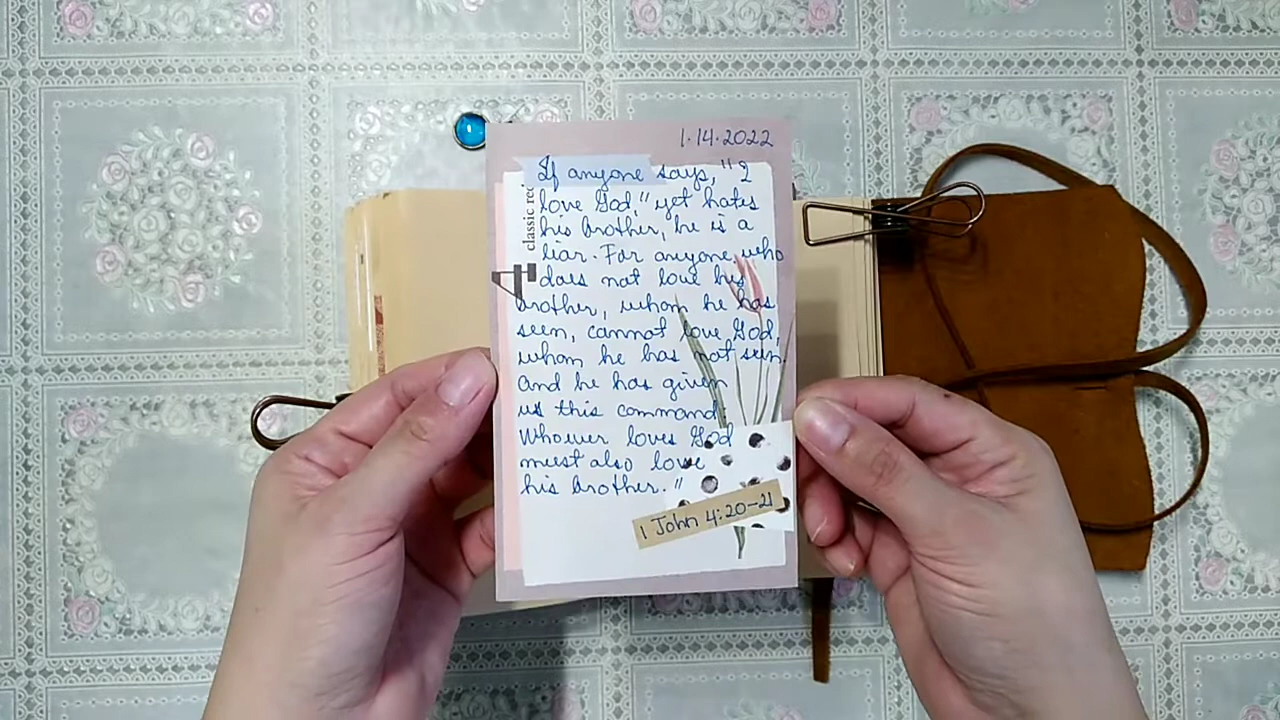 1·14·2022
If anyone says, "I
love God," yet hates
his brother, he is a
liar. For anyone who
does not love his
brother, whom he has
seen, cannot love God,
whom he has not seen.
And he has given
us this command
Whoever loves God
must also love
his brother."
1 John 4:20-21
classic rec